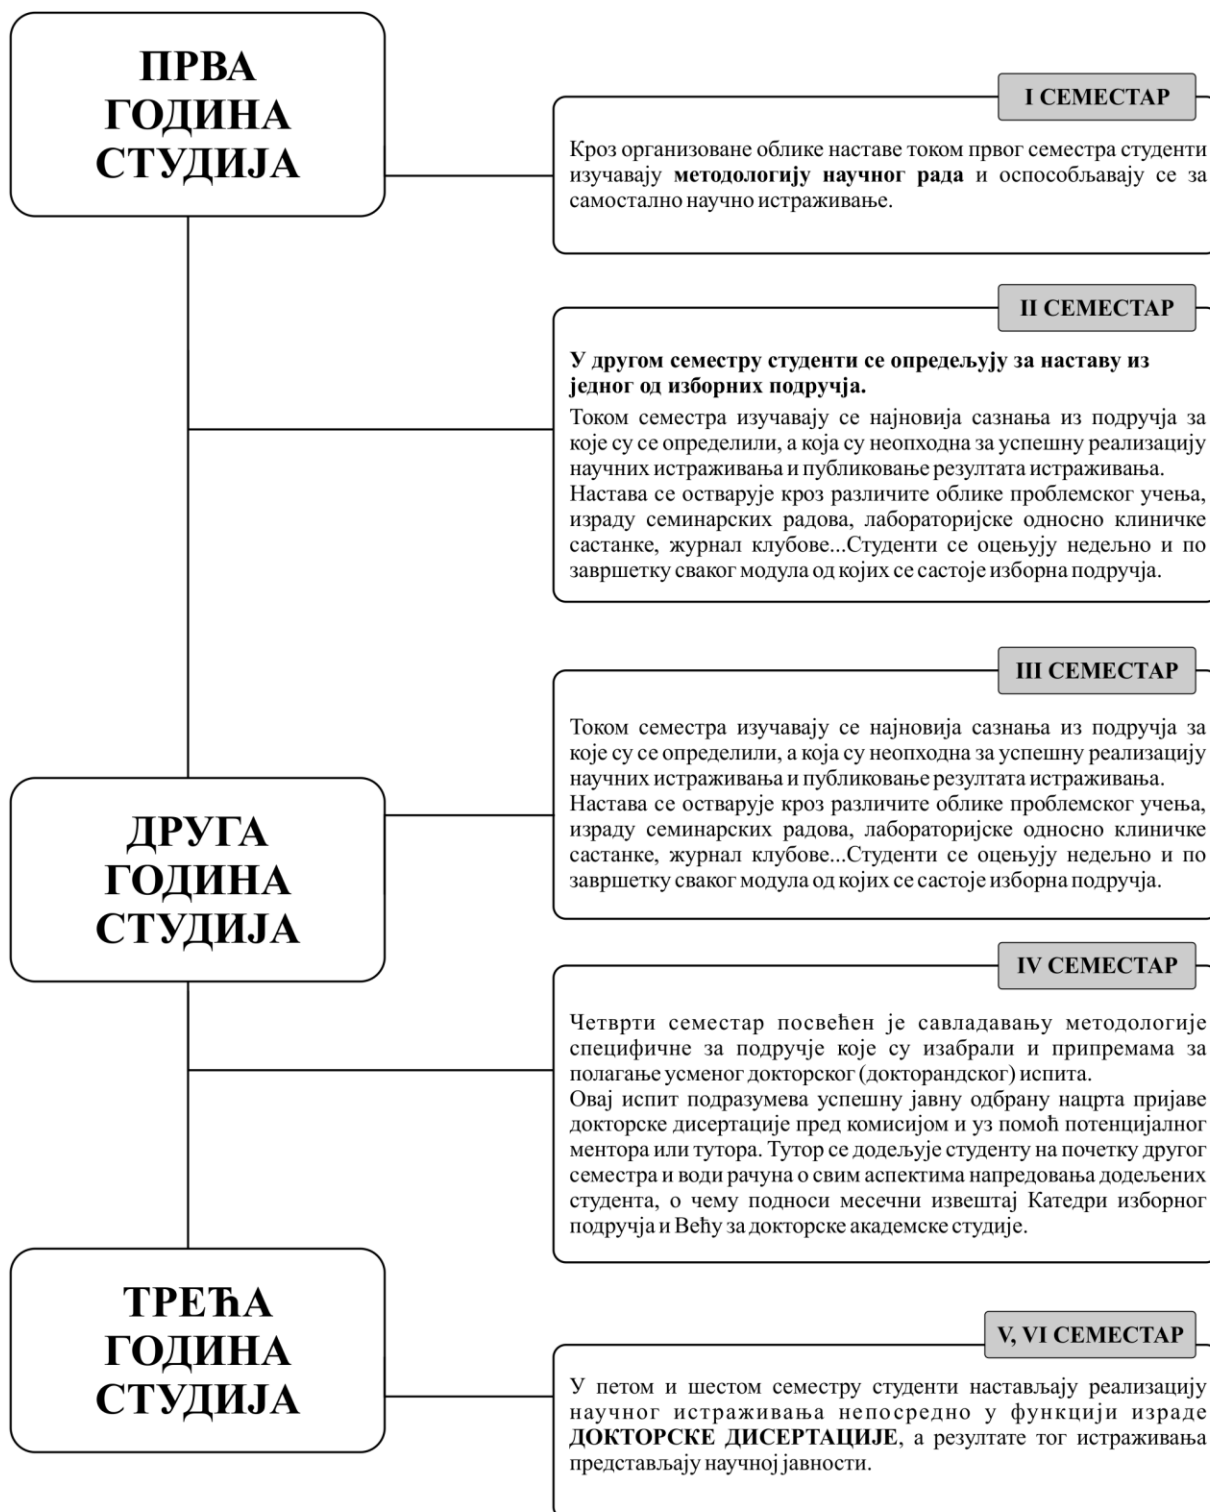 ПРВА
ГОДИНА
СТУДИЈА
I СЕМЕСТАР
Кроз организоване облике наставе током првог семестра студенти
изучавају методологију научног рада и оспособљавају се за
самостално научно истраживање.
II СЕМЕСТАР
У другом семестру студенти се опредељују за наставу из
једног од изборних подручја.
Током семестра изучавају се најновија сазнања из подручја за
које су се определили, а која су неопходна за успешну реализацију
научних истраживања и публиковање резултата истраживања.
Настава се остварује кроз различите облике проблемског учења,
израду семинарских радова, лабораторијске односно клиничке
састанке, журнал клубове...Студенти се оцењују недељно и по
завршетку сваког модула од којих се састоје изборна подручја.
ДРУГА
ГОДИНА
СТУДИЈА
III СЕМЕСТАР
Током семестра изучавају се најновија сазнања из подручја за
које су се определили, а која су неопходна за успешну реализацију
научних истраживања и публиковање резултата истраживања.
Настава се остварује кроз различите облике проблемског учења,
израду семинарских радова, лабораторијске односно клиничке
састанке, журнал клубове...Студенти се оцењују недељно и по
завршетку сваког модула од којих се састоје изборна подручја.
IV СЕМЕСТАР
Четврти семестар посвећен је савладавању методологије
специфичне за подручје које су изабрали и припремама за
полагање усменог докторског (докторандског) испита.
Овај испит подразумева успешну јавну одбрану нацрта пријаве
докторске дисертације пред комисијом и уз помоћ потенцијалног
ментора или тутора. Тутор се додељује студенту на почетку другог
семестра и води рачуна о свим аспектима напредовања додељених
студента, о чему подноси месечни извештај Катедри изборног
подручја и Већу за докторске академске студије.
ТРЕЋА
ГОДИНА
СТУДИЈА
V, VI СЕМЕСТАР
У петом и шестом семестру студенти настављају реализацију
научног истраживања непосредно у функцији израде
ДОКТОРСКЕ ДИСЕРТАЦИЈЕ, а резултате тог истраживања
представљају научној јавности.